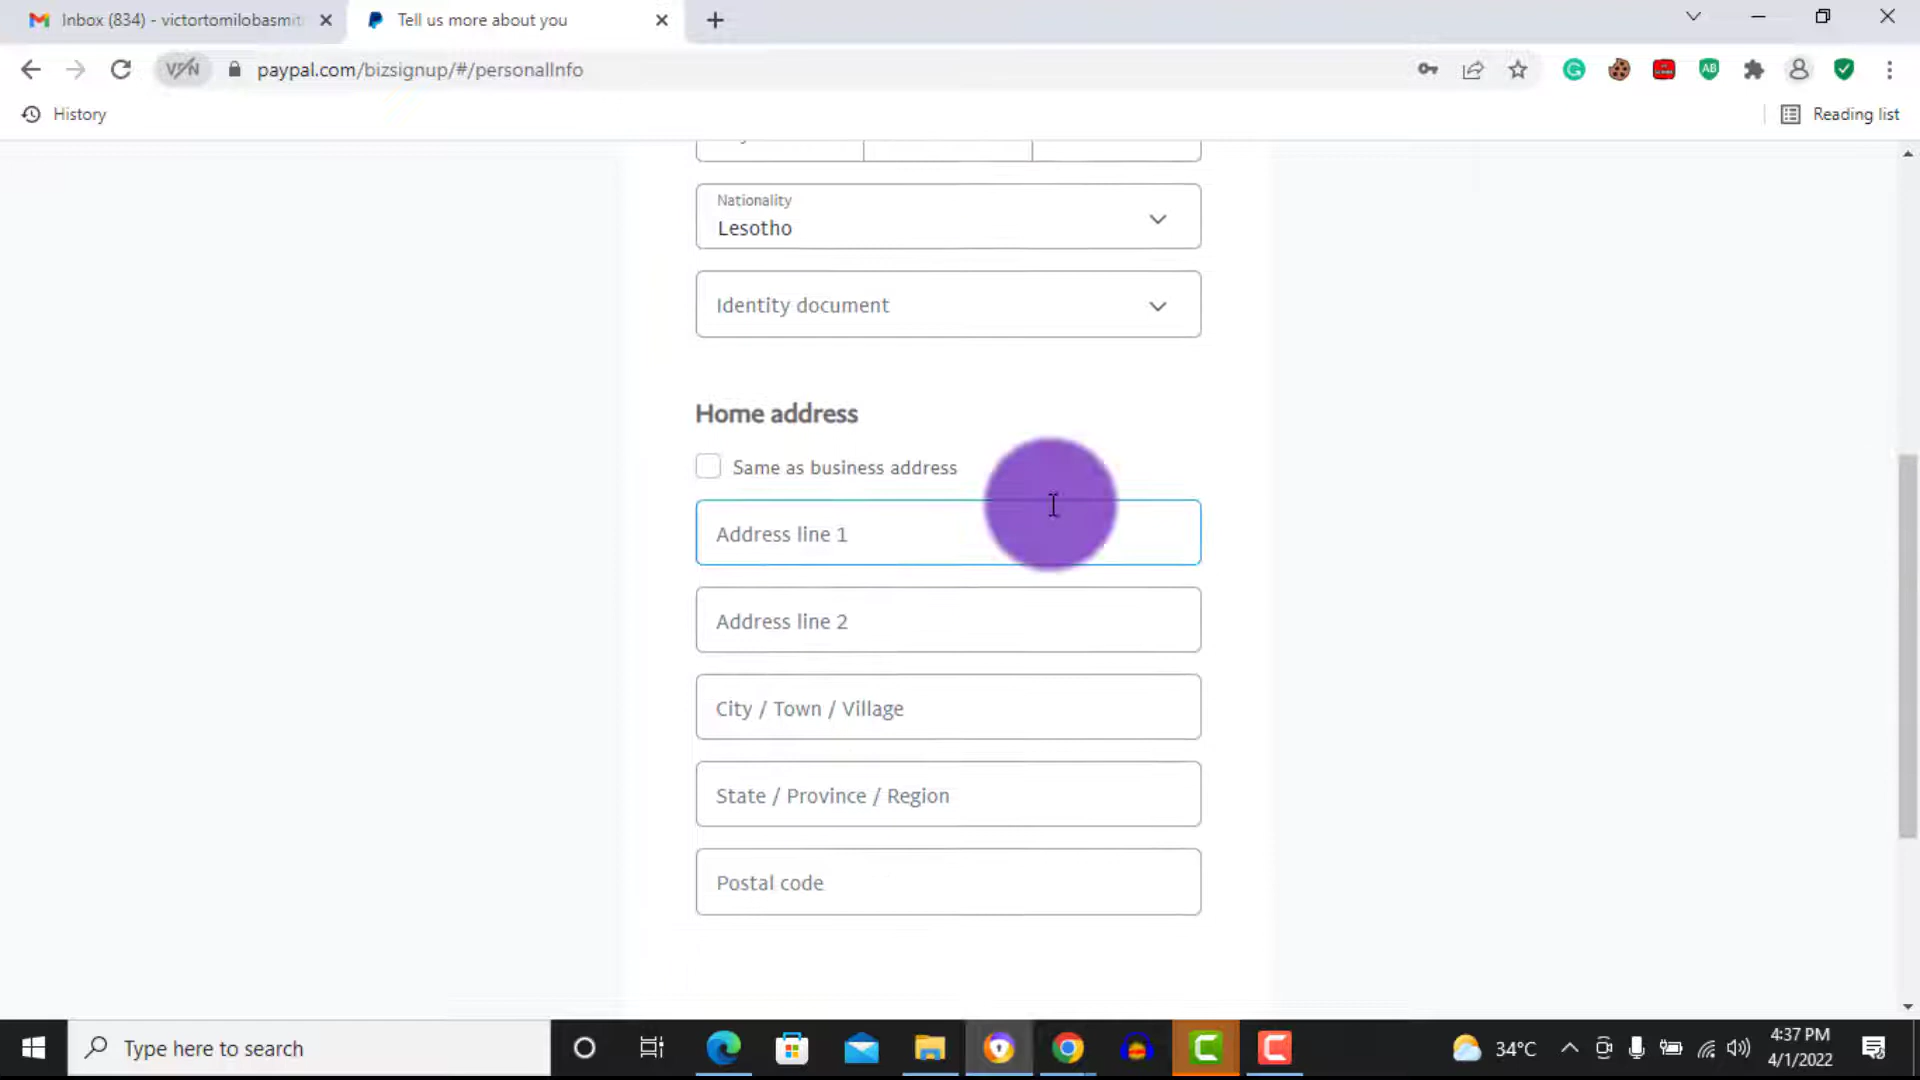 Inbox (834) - victortomilobasmit
Tell us more about you
VPN
paypal.com/bizsignup/#/personalInfo
History
Reading list
Nationality
Lesotho
Identity document
Home address
Same as business address
Address line 1
Address line 2
City / Town / Village
State / Province / Region
Postal code
Type here to search
34°C
4:37 PM
4/1/2022